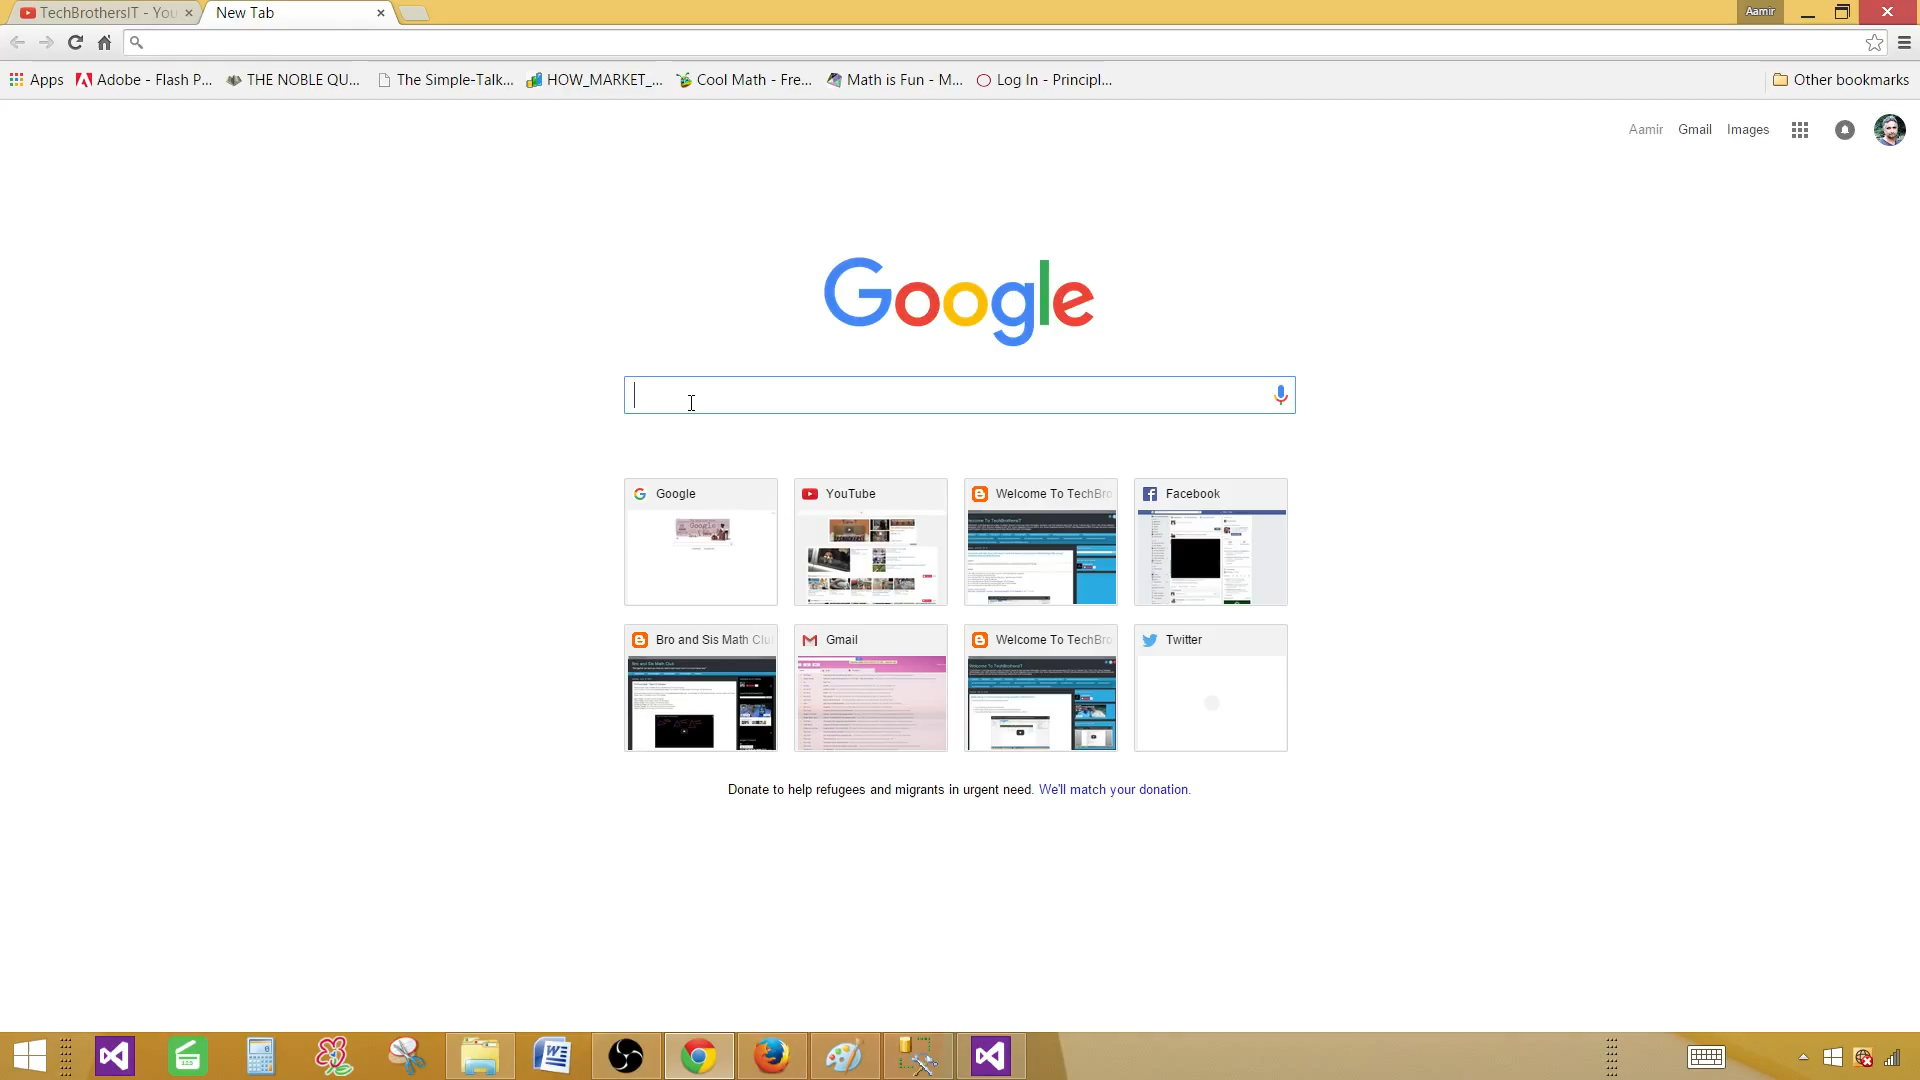 TechBrothersIT - You
New Tab
Aamir
Apps
Adobe - Flash P...
THE NOBLE QU...
The Simple-Talk...
HOW_MARKET_...
Cool Math - Fre...
Math is Fun - M...
Log In - Principl...
Other bookmarks
Aamir
Gmail
Images
Google
Google
YouTube
Welcome To TechBro
Facebook
Bro and Sis Math Clu
Gmail
Welcome To TechBro
Twitter
Donate to help refugees and migrants in urgent need. We'll match your donation.